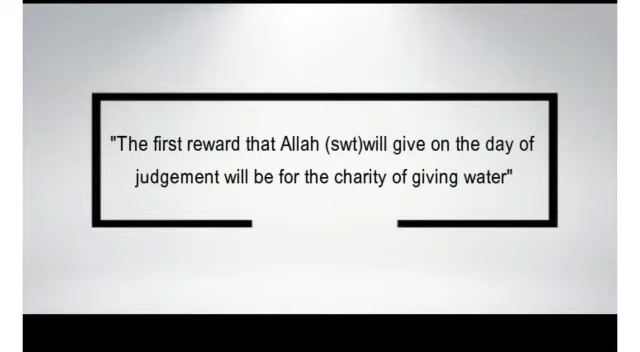 "The first reward that Allah (swt)will give on the day of
judgement will be for the charity of giving water"